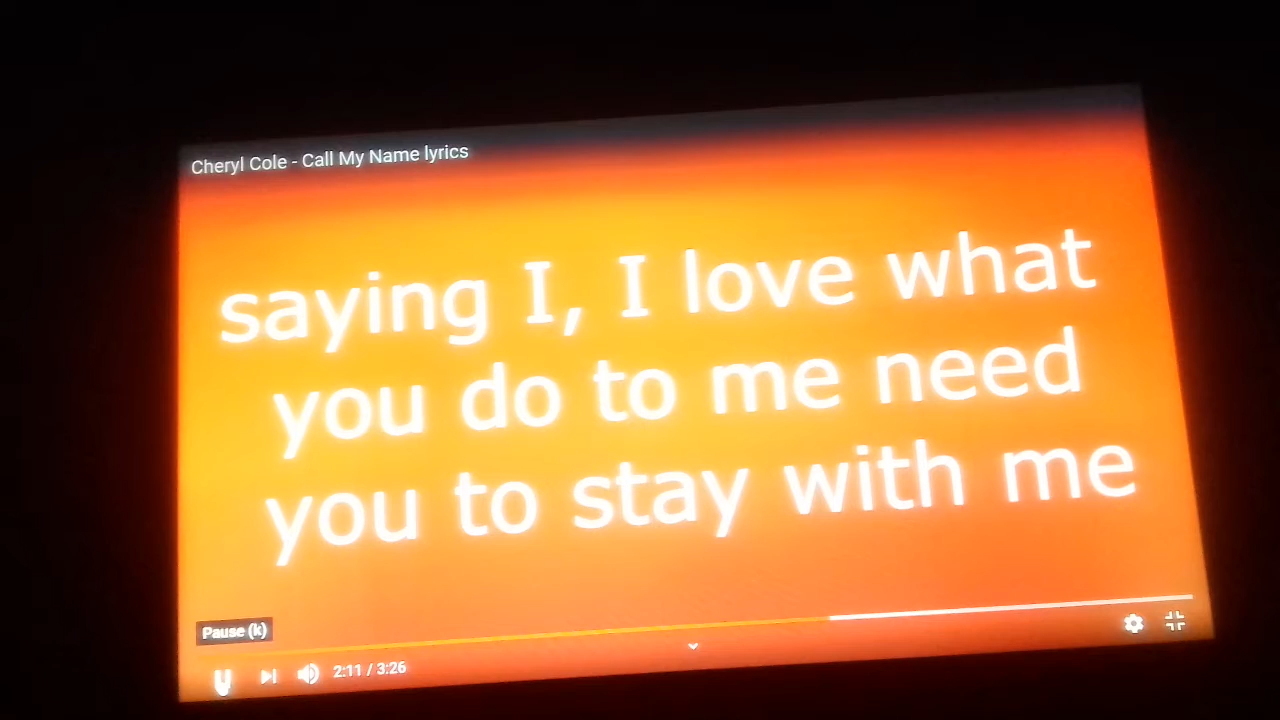 Cheryl Cole - Call My Name lyrics
saying I, I love what
you do to me need
you to stay with me
Pause (k)
2:11 / 3:26